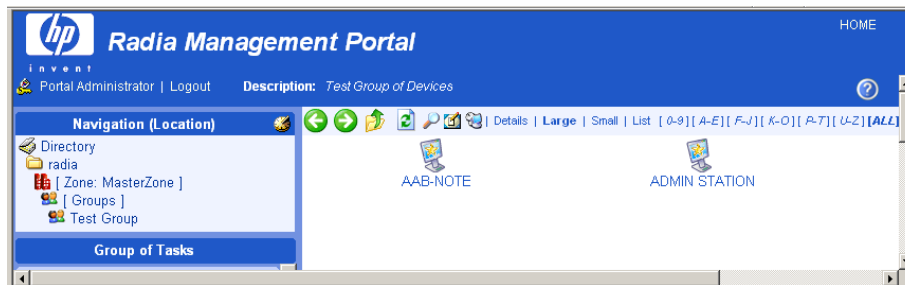 hp
Radia Management Portal
HOME
invent
Portal Administrator | Logout Description: Test Group of Devices
?
Navigation (Location)
| Details | Large | Small | List [ 0-9 ] [ A-E ] [ F-J ] [ K-O ] [ P-T ] [ U-Z ] [ALL]
Directory
radia
[ Zone: MasterZone ]
[ Groups ]
Test Group
AAB-NOTE
ADMIN STATION
Group of Tasks